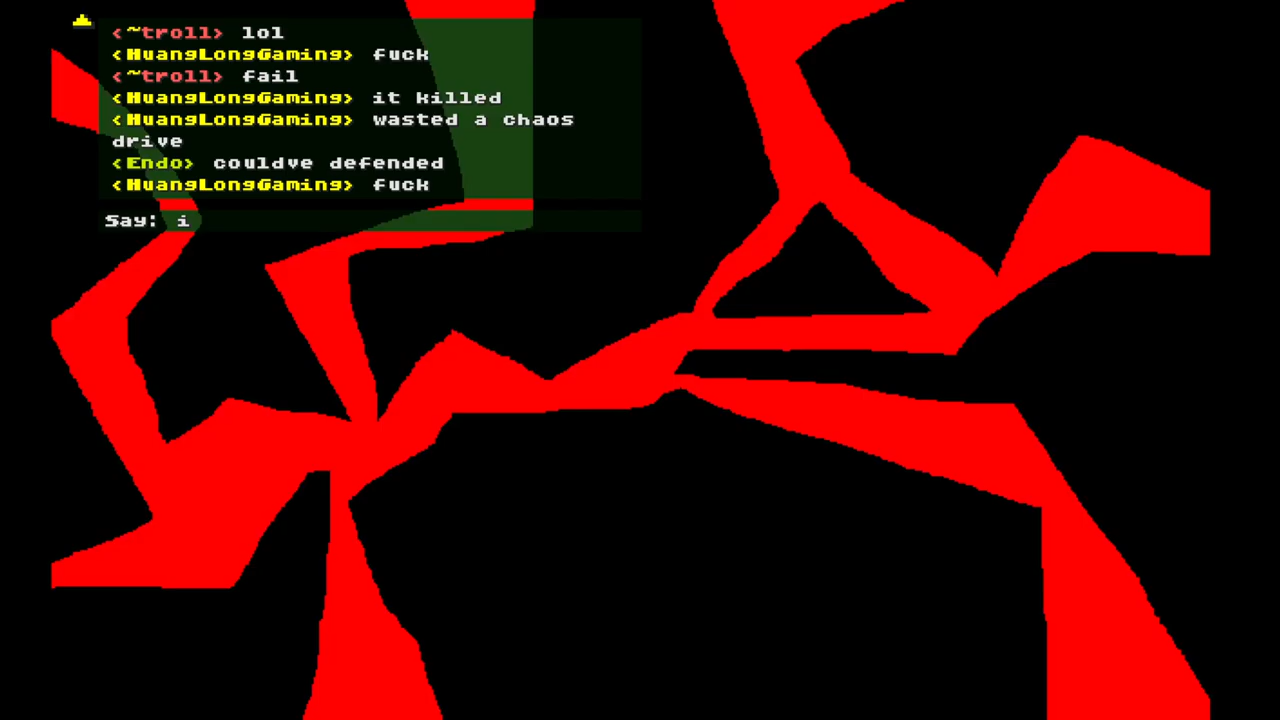 <~troll> lol
<HuangLongGaming> fuck
<~troll> fail
<HuangLongGaming> it killed
<HuangLongGaming> wasted a chaos
drive
<Endo> couldve defended
<HuangLongGaming> fuck
Say: i